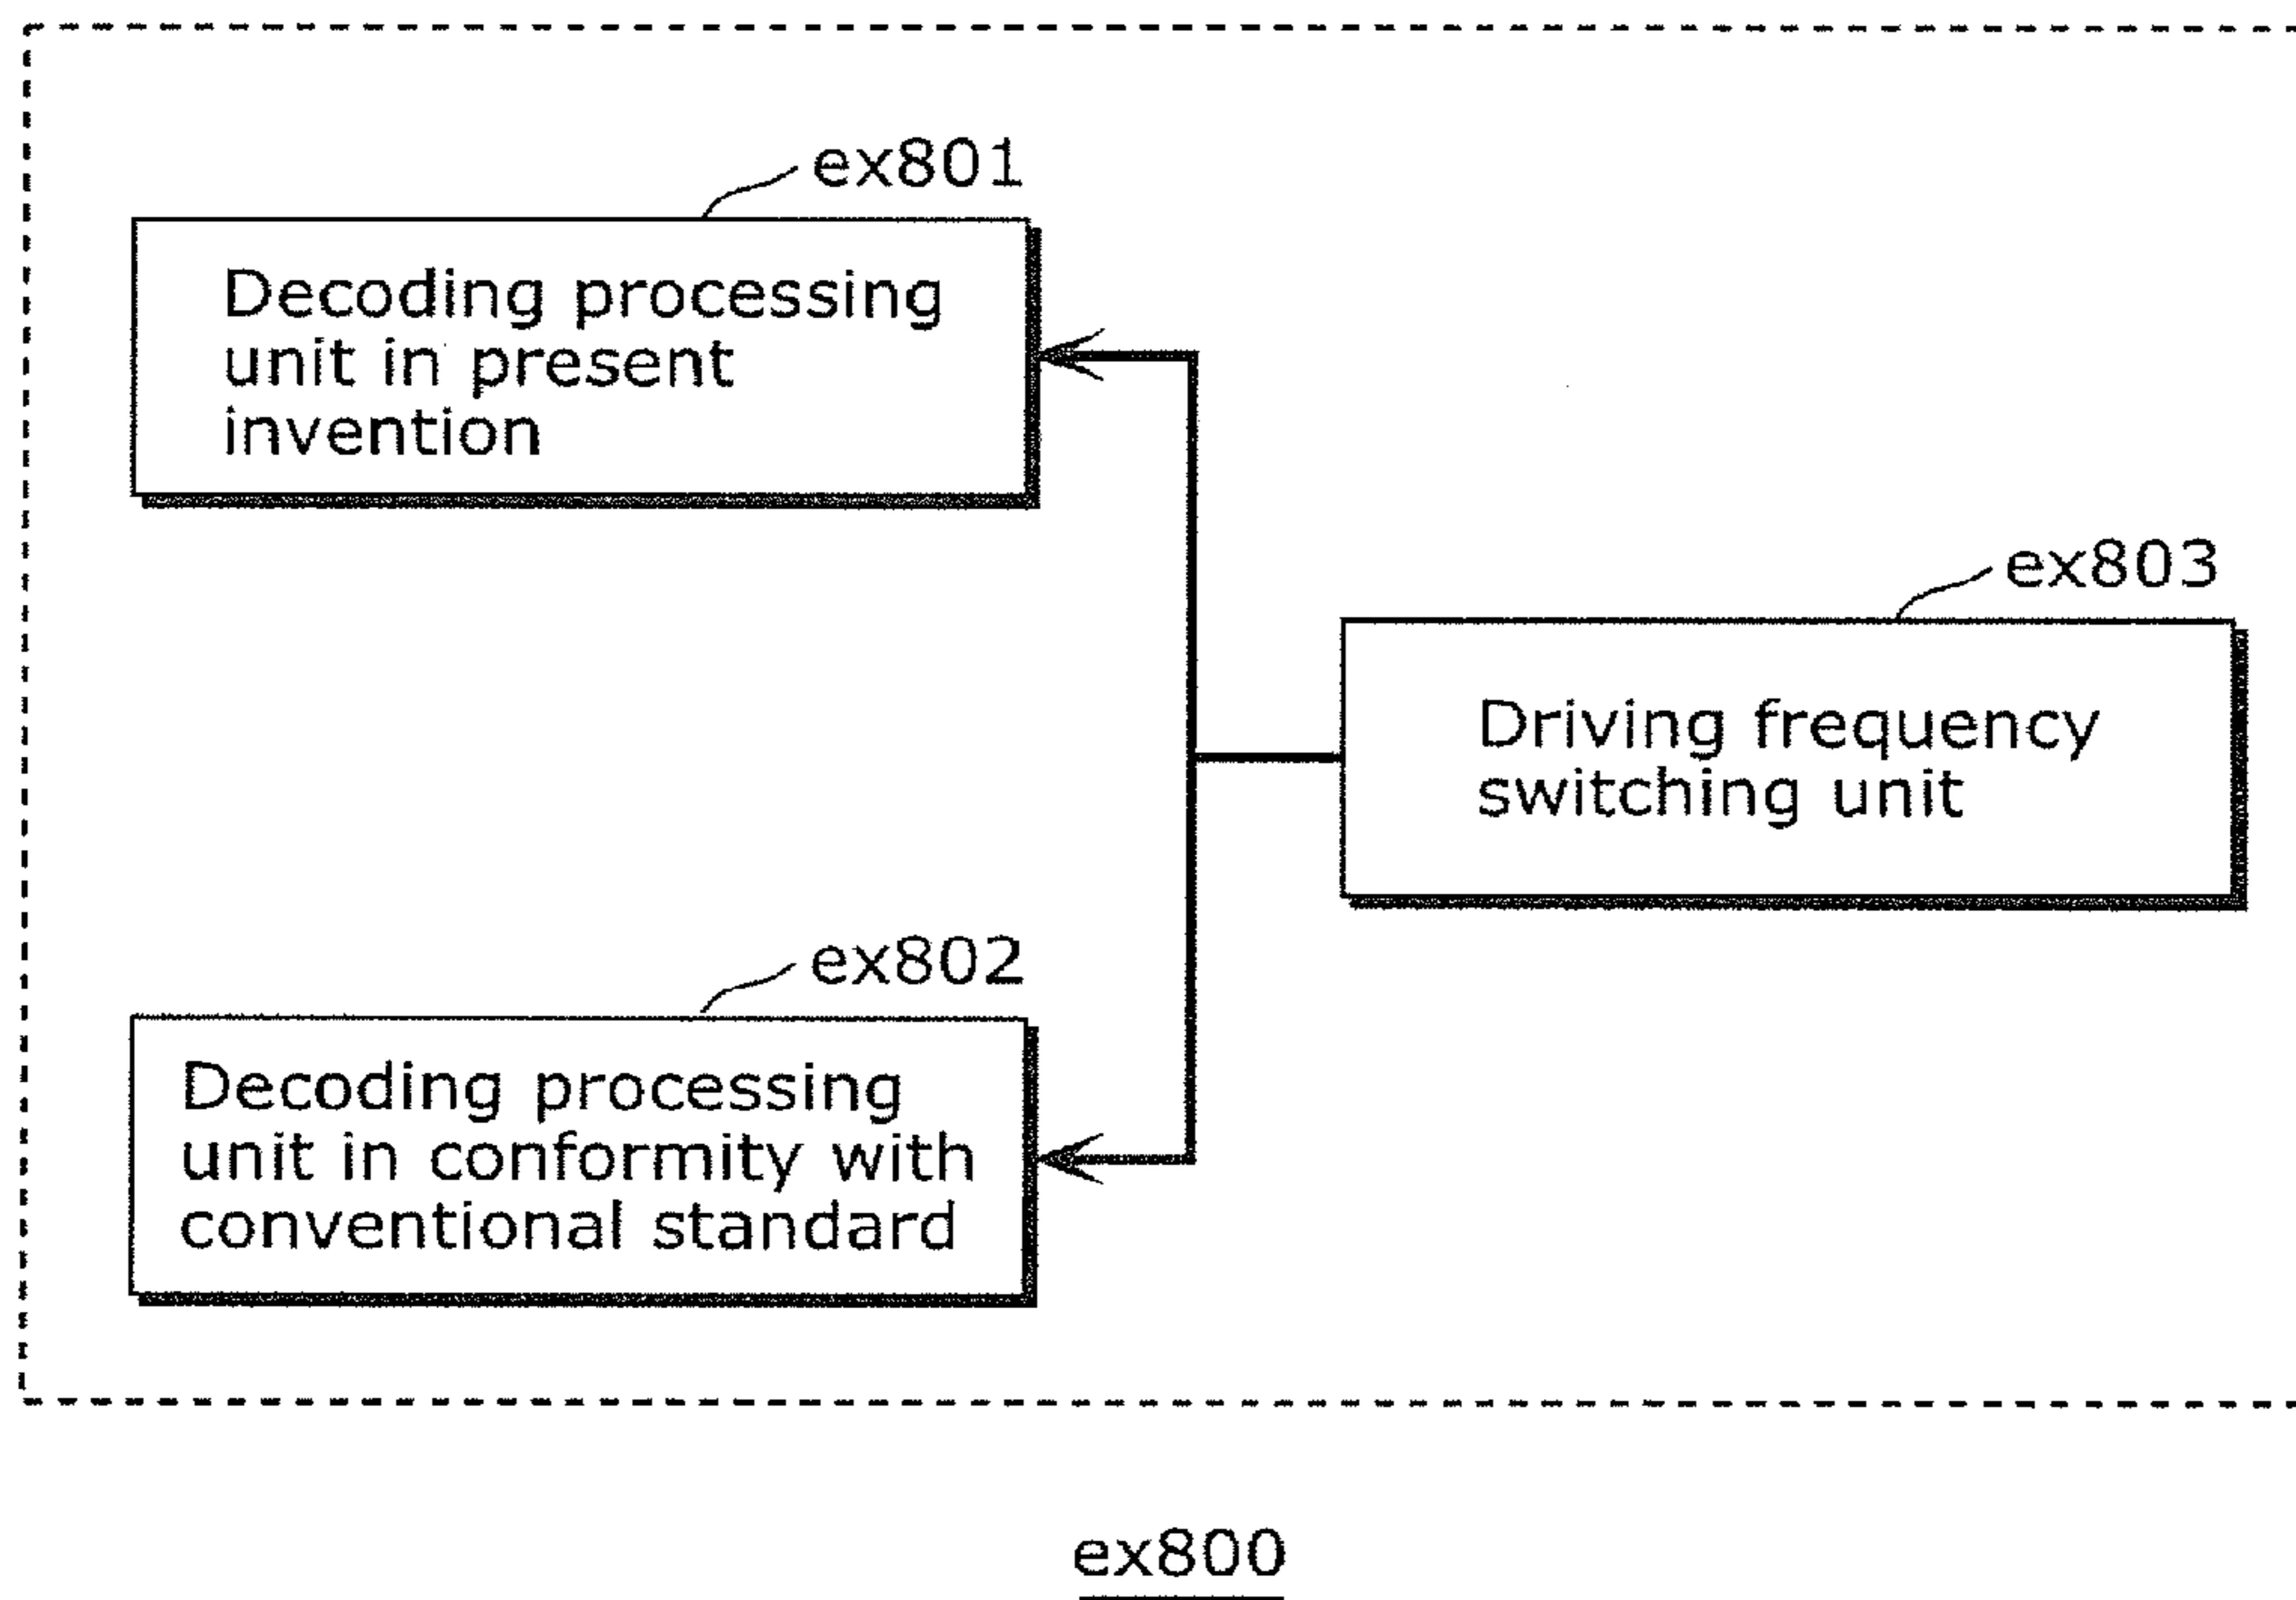 ex801
Decoding processing
unit in present
invention
ex803
Driving frequency
switching unit
ex802
Decoding processing
unit in conformity with
conventional standard
ex800